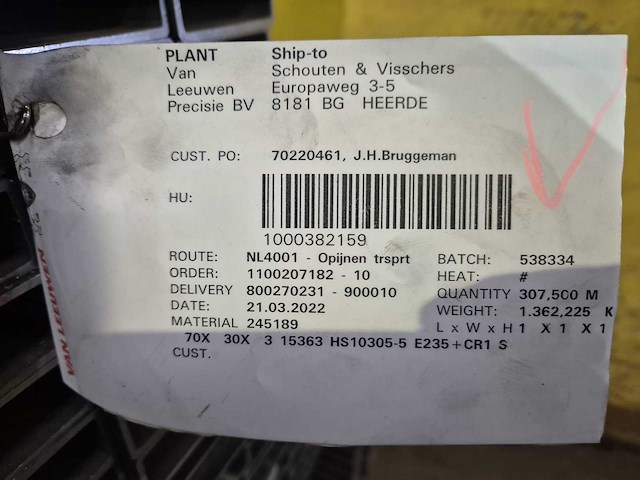 PLANT Ship-to
Van Schouten & Visschers
Leeuwen Europaweg 3-5
Precisie BV 8181 BG HEERDE
CUST. PO: 70220461, J.H.Bruggeman
HU:
1000382159
ROUTE: NL4001 - Opijnen trsprt BATCH: 538334
ORDER: 1100207182 - 10 HEAT: #
DELIVERY 800270231 - 900010 QUANTITY 307,500 M
DATE: 21.03.2022 WEIGHT: 1.362,225 K
MATERIAL 245189 L x W x H 1 X 1 X 1
70X 30X 3 15363 HS10305-5 E235+CR1 S
CUST.
VAN LEEUWEN